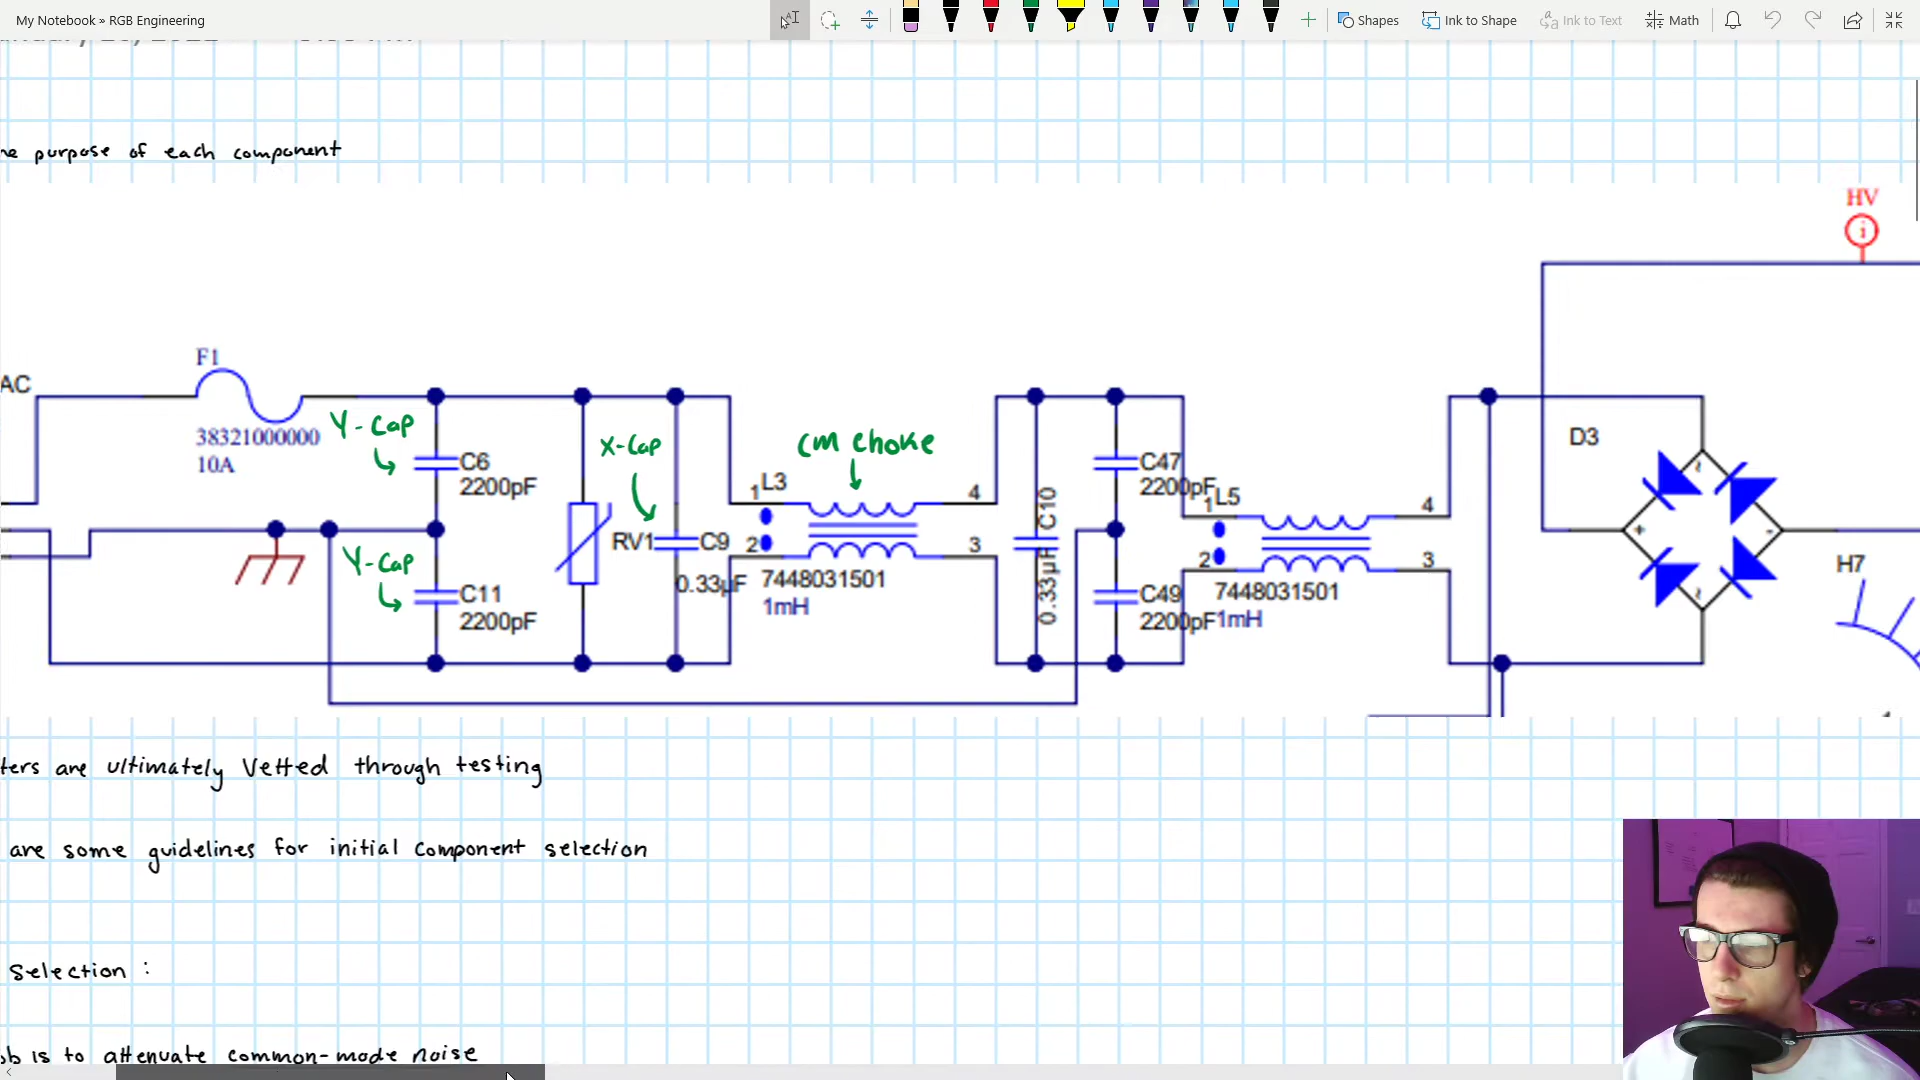 My Notebook » RGB Engineering
Shapes
Ink to Shape
Ink to Text
Math
purpose of each component
HV
i
F1
AC
38321000000
10A
Y-Cap
C6
2200pF
X-Cap
CM choke
L3
1
4
2
3
RV1
C9
0.33µF
7448031501
1mH
Y-Cap
C11
2200pF
C10
0.33µF
C47
2200pF
C49
2200pF
L5
1
4
2
3
7448031501
1mH
D3
H7
are ultimately Vetted through testing
are some guidelines for initial component selection
Selection :
is to attenuate common-mode noise